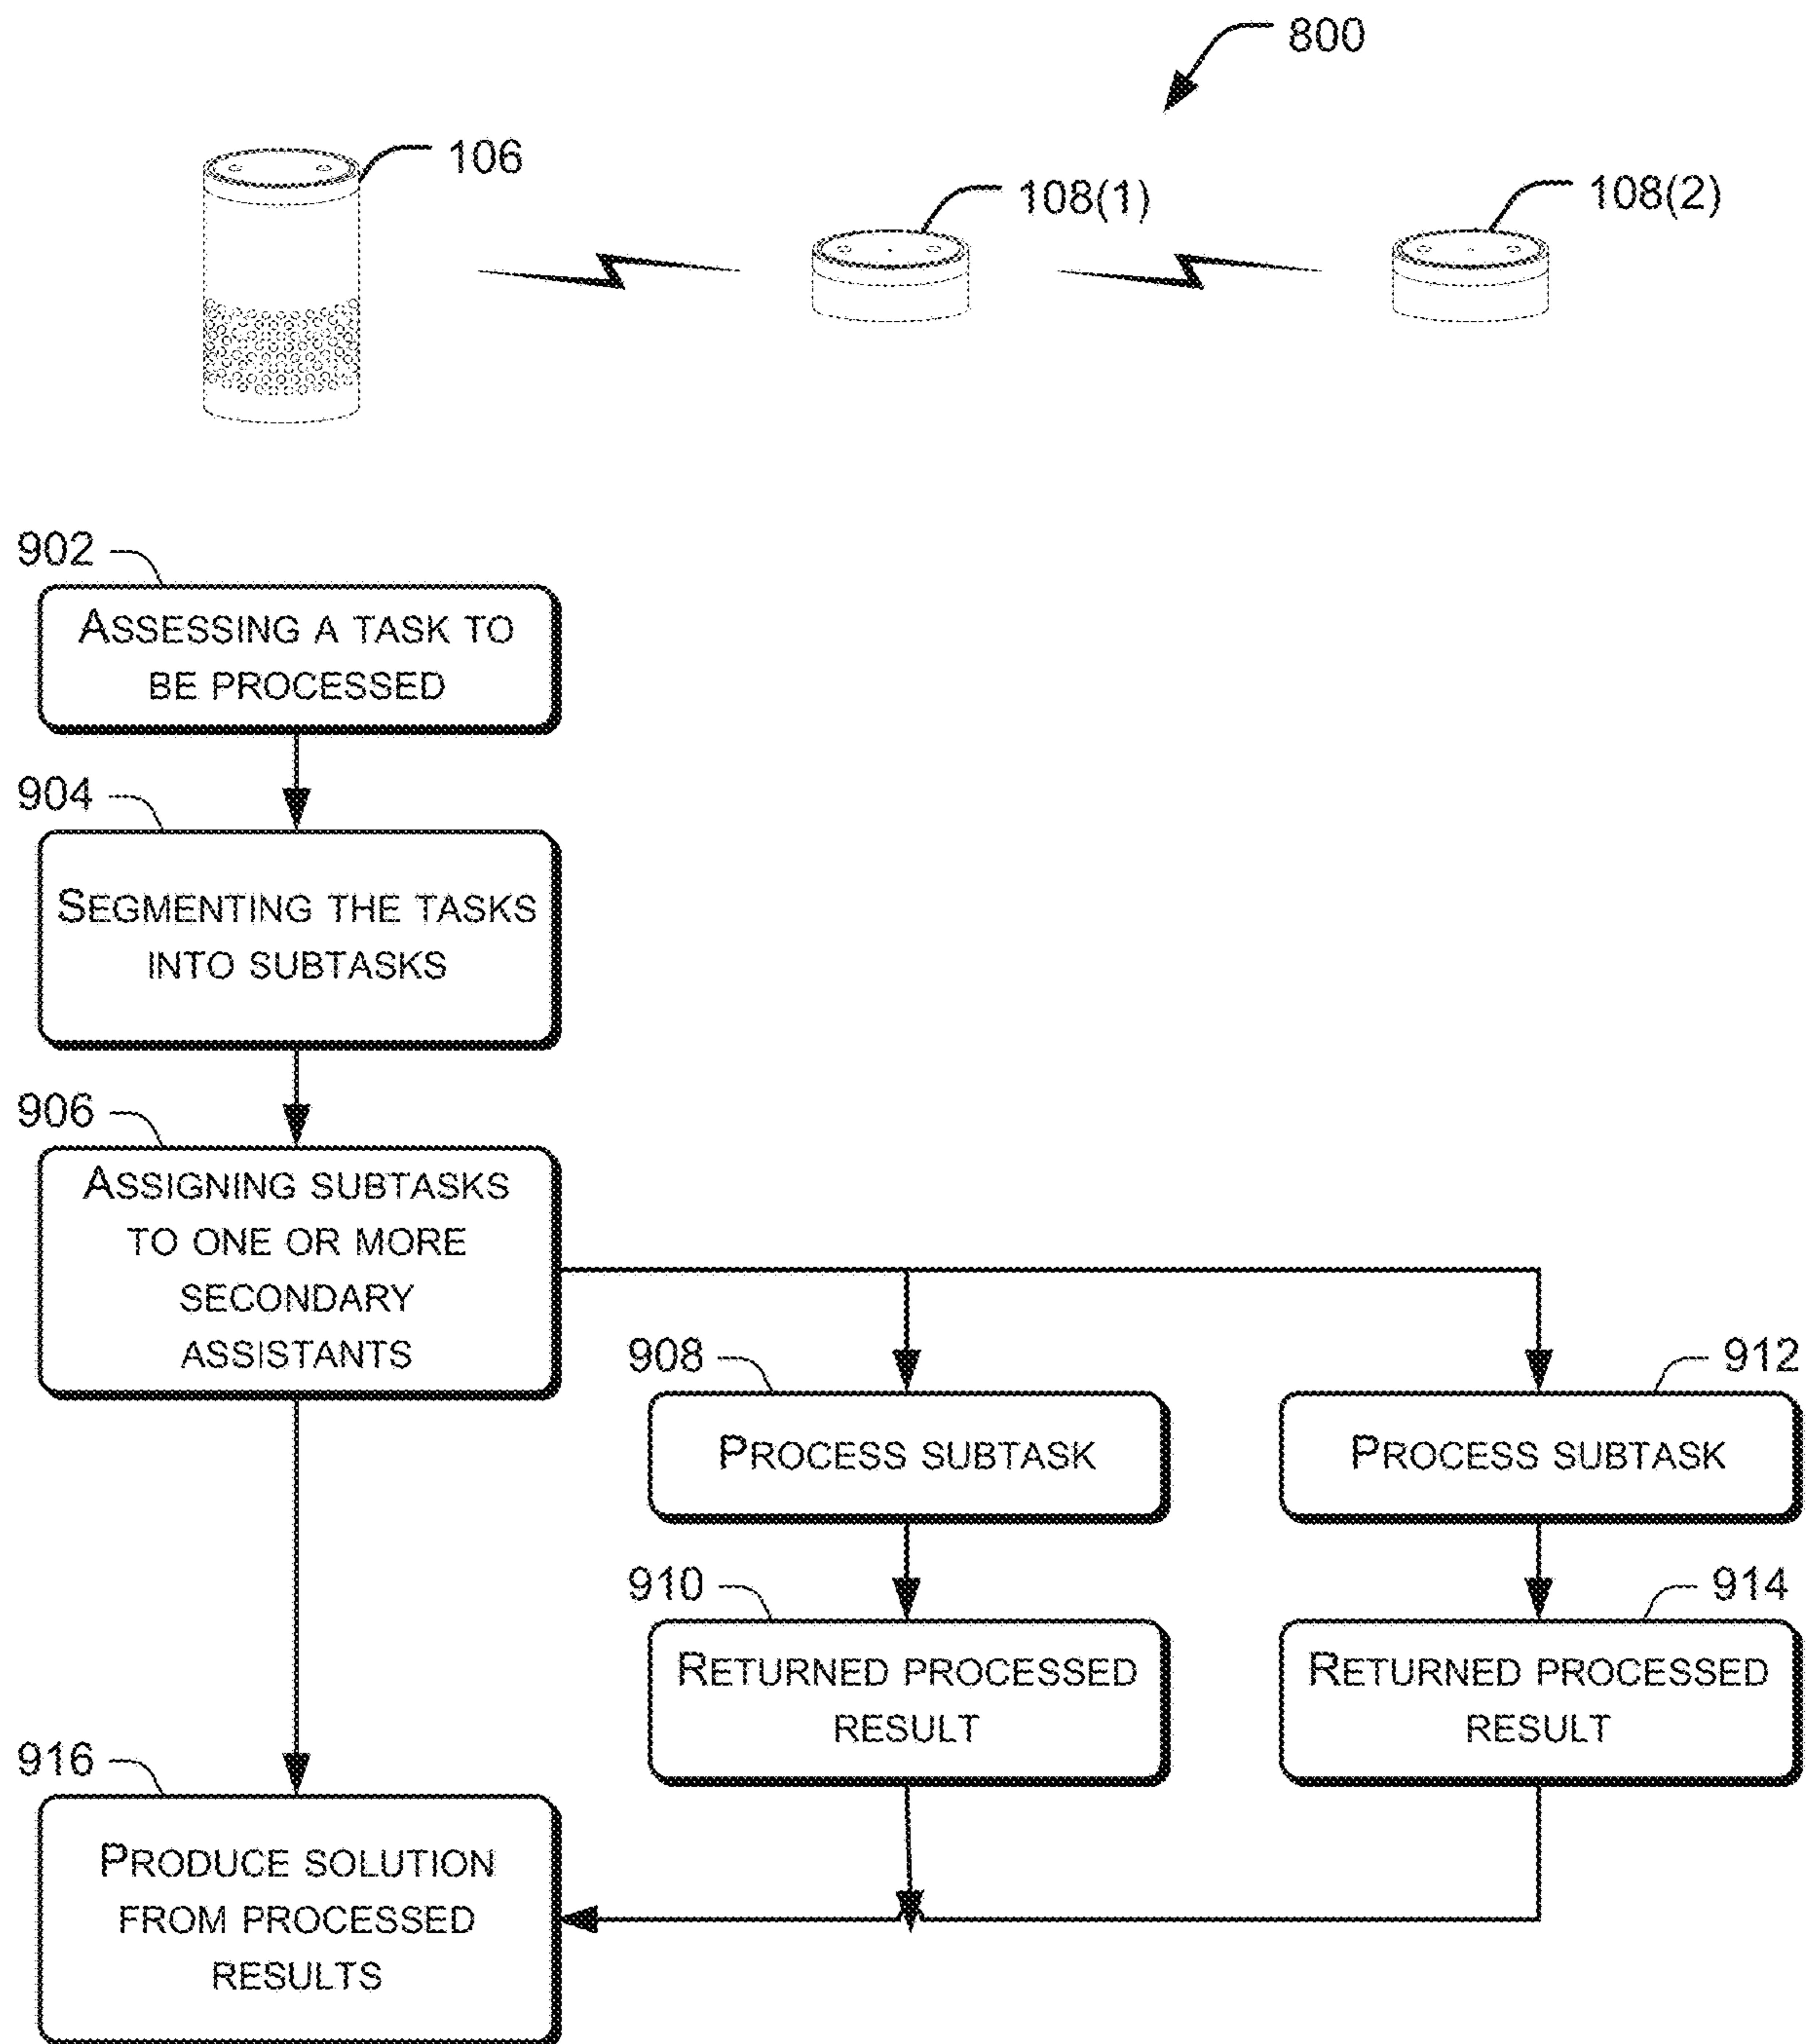 800
106
108(1)
108(2)
902
ASSESSING A TASK TO
BE PROCESSED
904
SEGMENTING THE TASKS
INTO SUBTASKS
906
ASSIGNING SUBTASKS
TO ONE OR MORE
SECONDARY
ASSISTANTS
908
PROCESS SUBTASK
912
PROCESS SUBTASK
910
RETURNED PROCESSED
RESULT
914
RETURNED PROCESSED
RESULT
916
PRODUCE SOLUTION
FROM PROCESSED
RESULTS